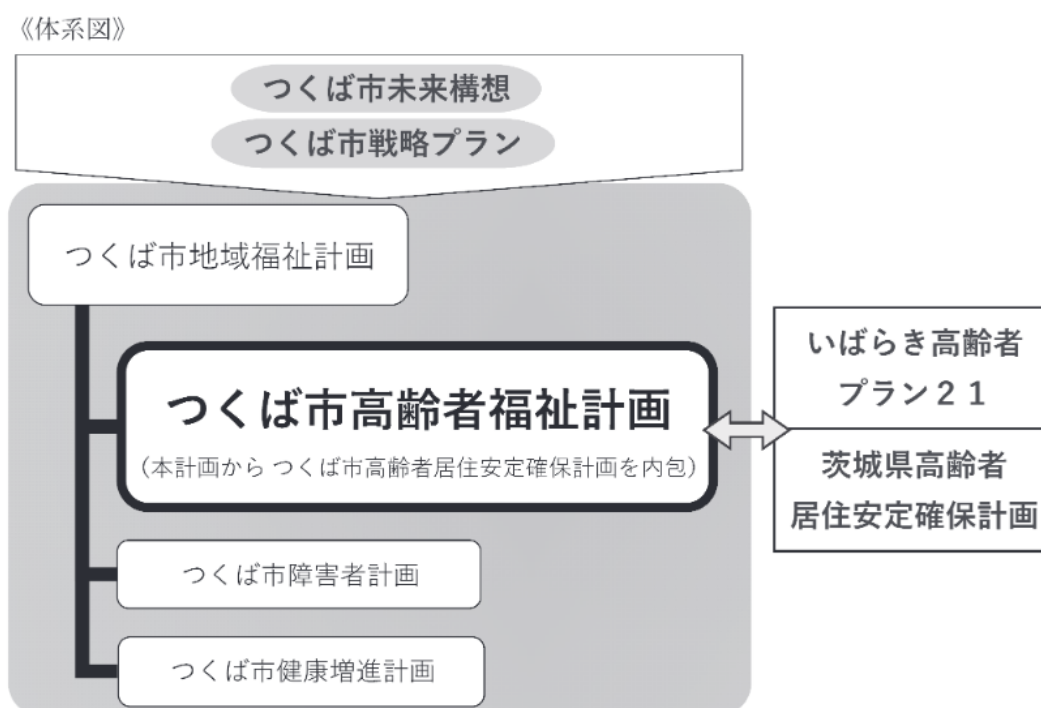 《体系図》
つくば市未来構想
つくば市戦略プラン
つくば市地域福祉計画
つくば市高齢者福祉計画
（本計画から つくば市高齢者居住安定確保計画を内包）
いばらき高齢者
プラン２１
茨城県高齢者
居住安定確保計画
つくば市障害者計画
つくば市健康増進計画